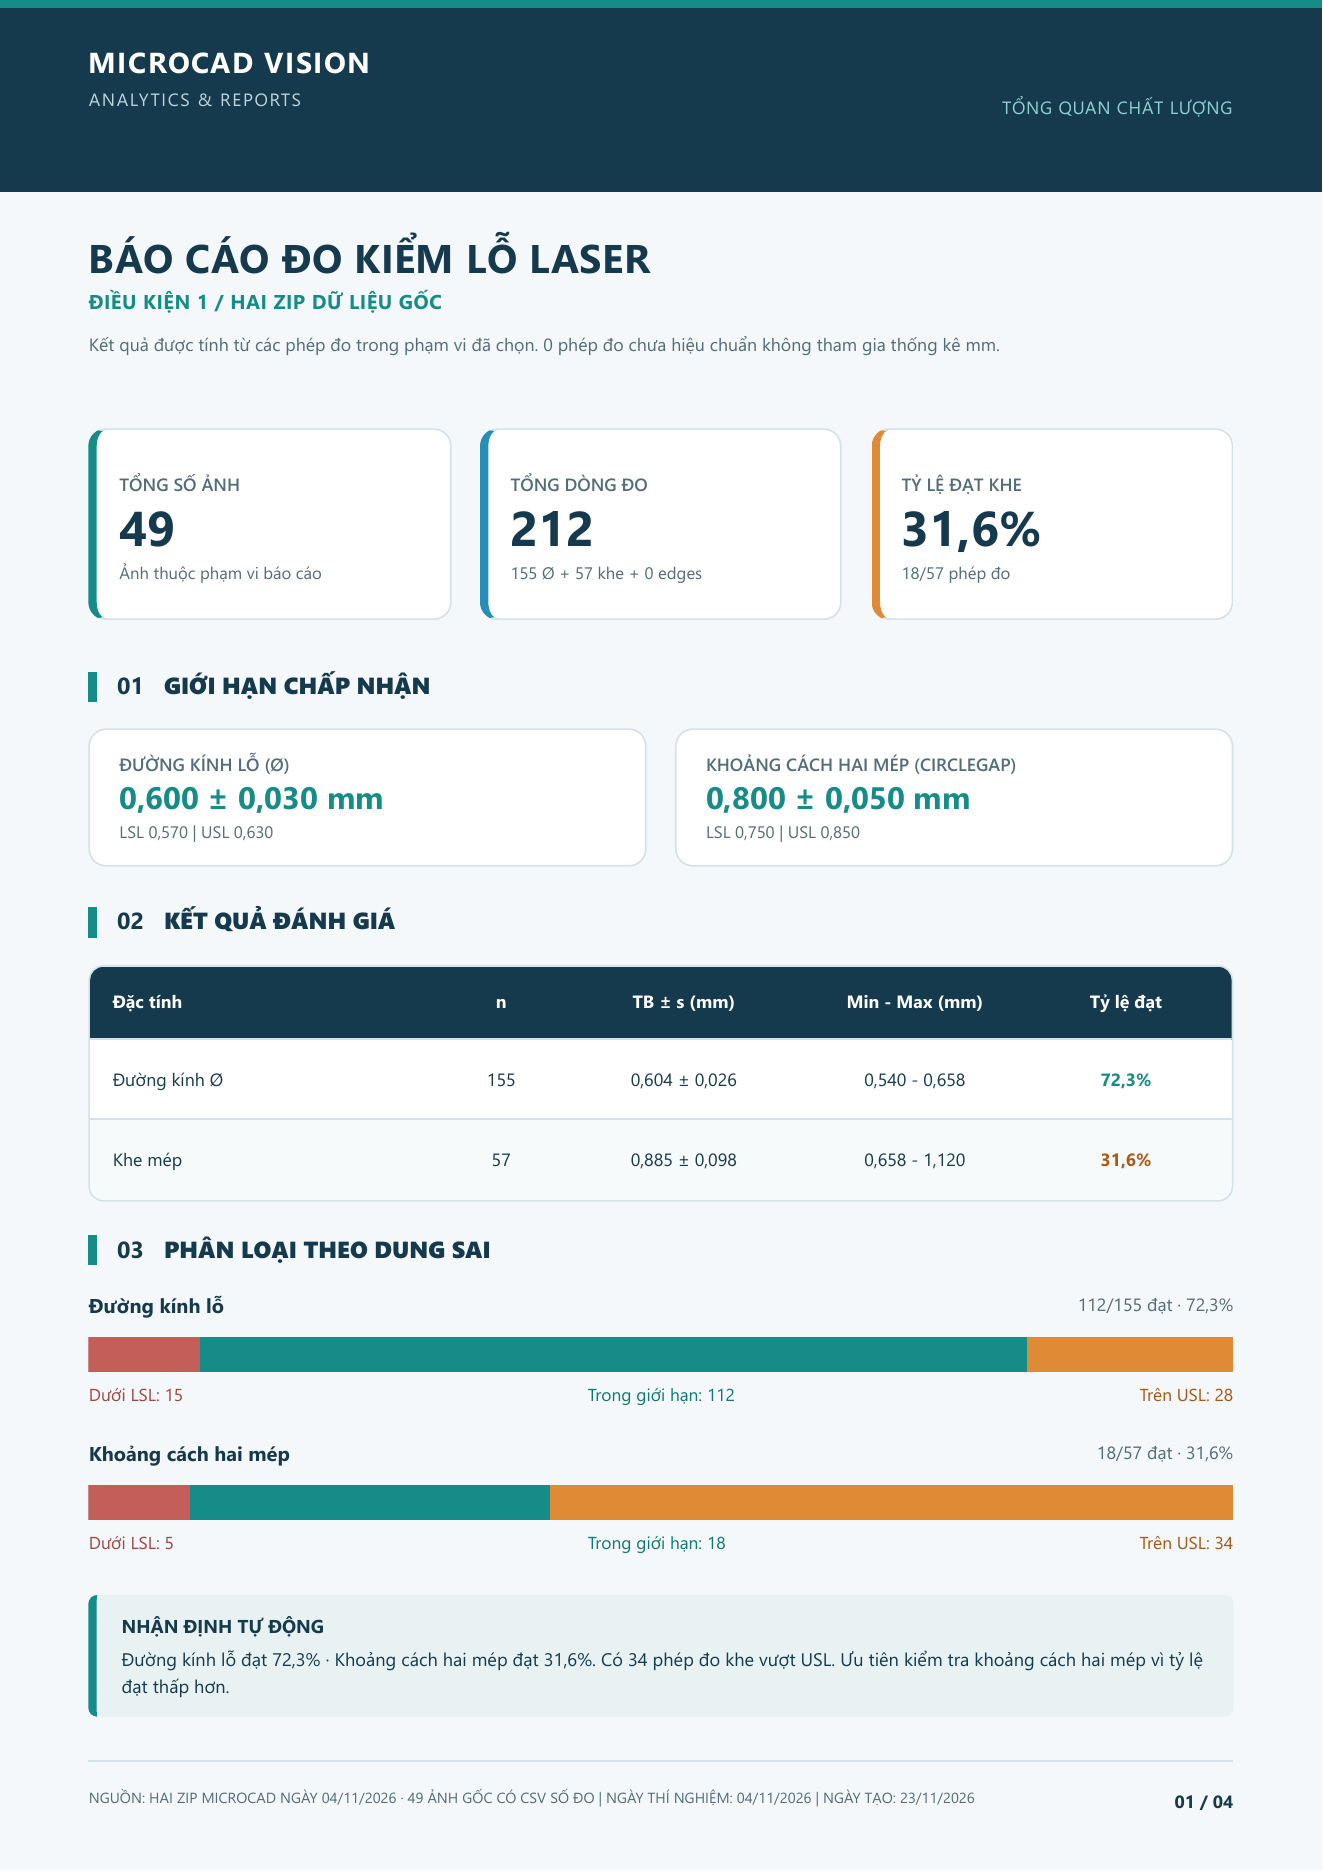 MICROCAD VISION
ANALYTICS & REPORTS
TỔNG QUAN CHẤT LƯỢNG
BÁO CÁO ĐO KIỂM LỖ LASER
ĐIỀU KIỆN 1 / HAI ZIP DỮ LIỆU GỐC
Kết quả được tính từ các phép đo trong phạm vi đã chọn. 0 phép đo chưa hiệu chuẩn không tham gia thống kê mm.
TỔNG SỐ ẢNH
49
Ảnh thuộc phạm vi báo cáo
TỔNG DÒNG ĐO
212
155 Ø + 57 khe + 0 edges
TỶ LỆ ĐẠT KHE
31,6%
18/57 phép đo
01 GIỚI HẠN CHẤP NHẬN
ĐƯỜNG KÍNH LỖ (Ø)
0,600 ± 0,030 mm
LSL 0,570 | USL 0,630
KHOẢNG CÁCH HAI MÉP (CIRCLEGAP)
0,800 ± 0,050 mm
LSL 0,750 | USL 0,850
02 KẾT QUẢ ĐÁNH GIÁ
Đặc tính n TB ± s (mm) Min - Max (mm) Tỷ lệ đạt
Đường kính Ø 155 0,604 ± 0,026 0,540 - 0,658 72,3%
Khe mép 57 0,885 ± 0,098 0,658 - 1,120 31,6%
03 PHÂN LOẠI THEO DUNG SAI
Đường kính lỗ 112/155 đạt · 72,3%
Dưới LSL: 15 Trong giới hạn: 112 Trên USL: 28
Khoảng cách hai mép 18/57 đạt · 31,6%
Dưới LSL: 5 Trong giới hạn: 18 Trên USL: 34
NHẬN ĐỊNH TỰ ĐỘNG
Đường kính lỗ đạt 72,3% · Khoảng cách hai mép đạt 31,6%. Có 34 phép đo khe vượt USL. Ưu tiên kiểm tra khoảng cách hai mép vì tỷ lệ
đạt thấp hơn.
NGUỒN: HAI ZIP MICROCAD NGÀY 04/11/2026 · 49 ẢNH GỐC CÓ CSV SỐ ĐO | NGÀY THÍ NGHIỆM: 04/11/2026 | NGÀY TẠO: 23/11/2026
01 / 04